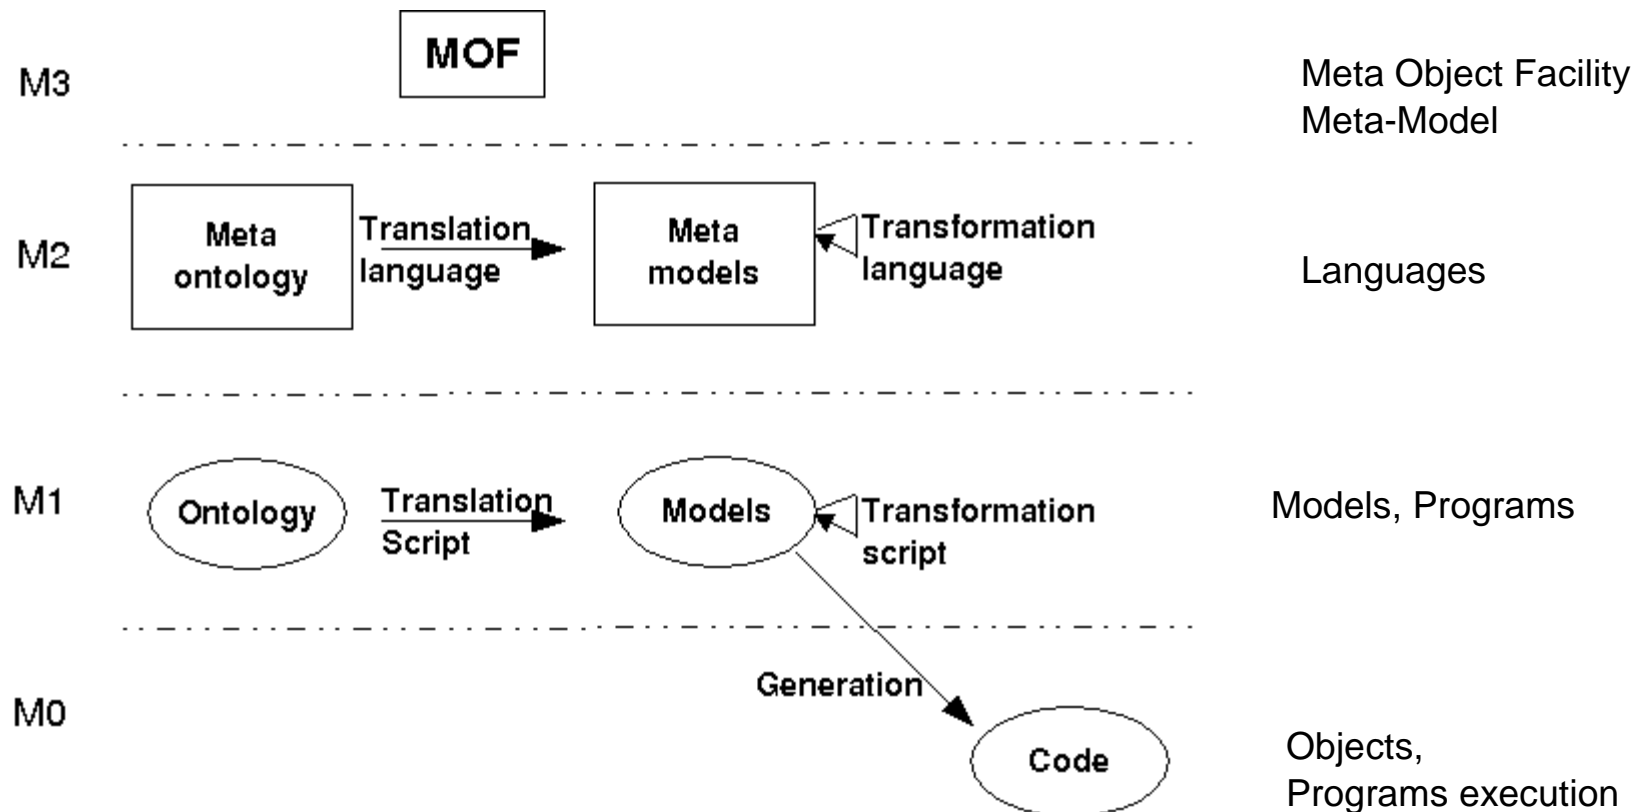 MOF
M3
Meta Object Facility
Meta-Model
M2
Meta
ontology
Translation
language
Meta
models
Transformation
language
Languages
M1
Ontology
Translation
Script
Models
Transformation
script
Models, Programs
Generation
M0
Code
Objects,
Programs execution